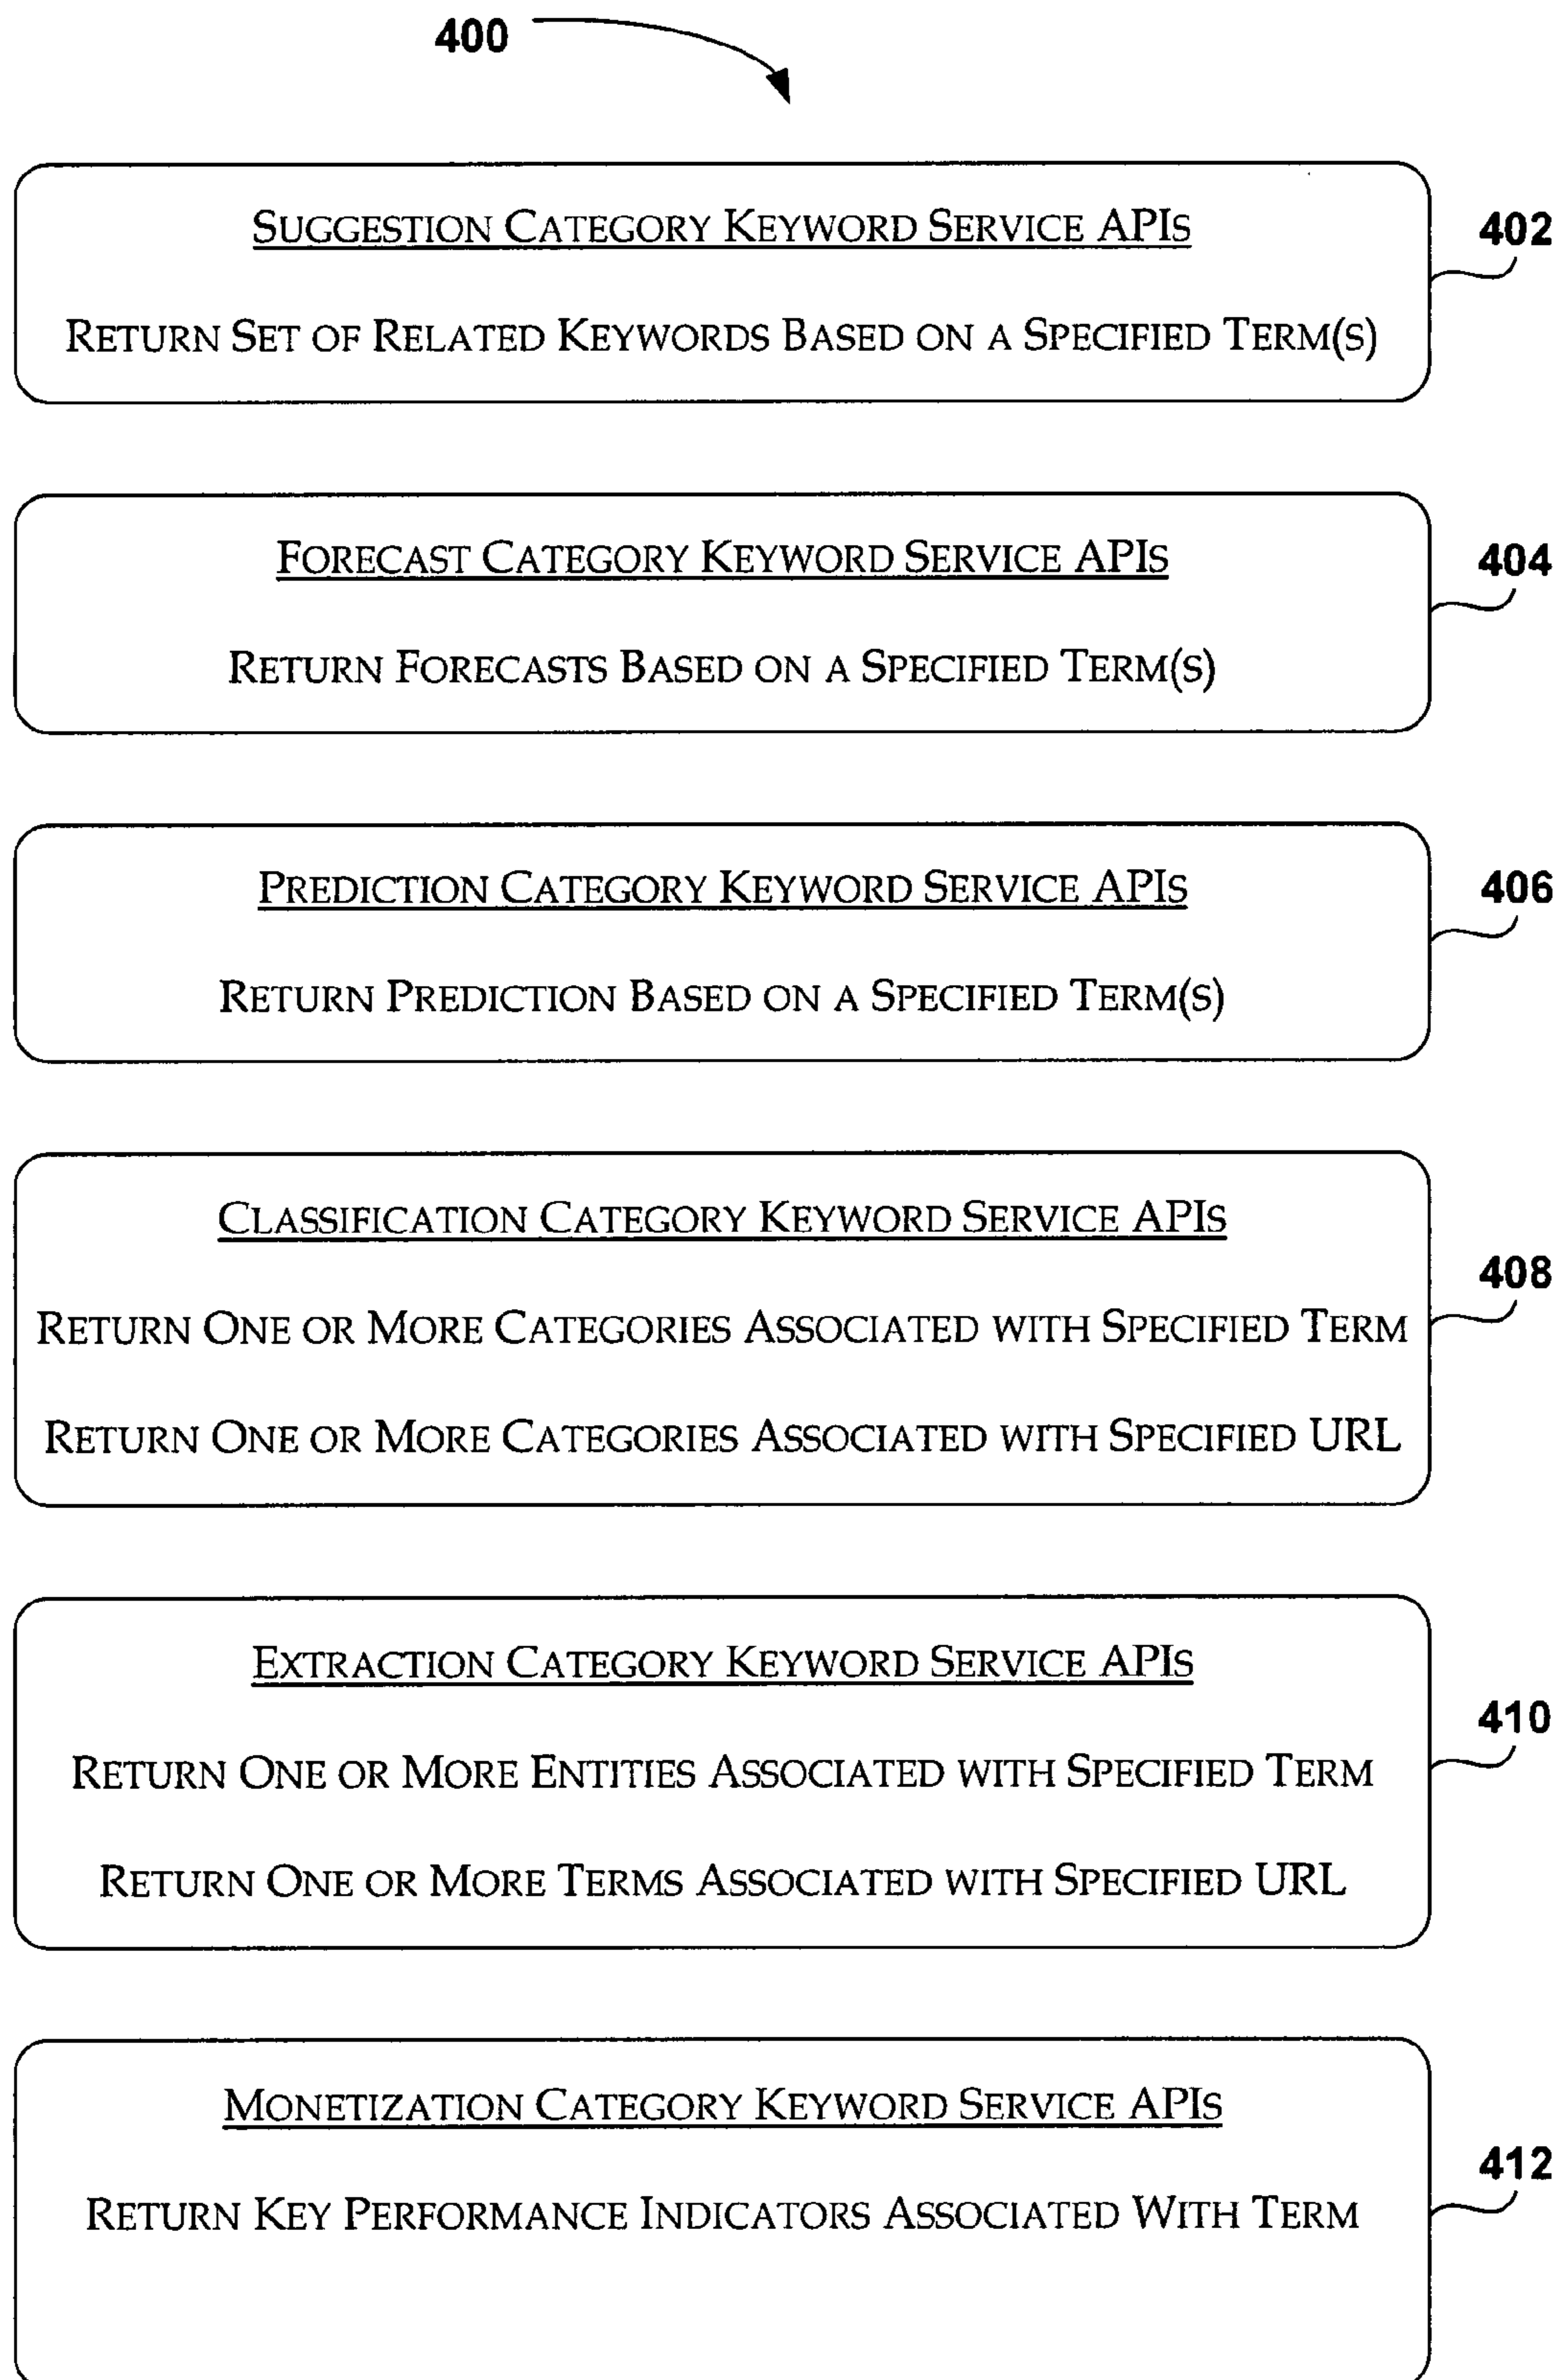 400
SUGGESTION CATEGORY KEYWORD SERVICE APIS
402
RETURN SET OF RELATED KEYWORDS BASED ON A SPECIFIED TERM(S)
FORECAST CATEGORY KEYWORD SERVICE APIS
404
RETURN FORECASTS BASED ON A SPECIFIED TERM(S)
PREDICTION CATEGORY KEYWORD SERVICE APIS
406
RETURN PREDICTION BASED ON A SPECIFIED TERM(S)
CLASSIFICATION CATEGORY KEYWORD SERVICE APIS
408
RETURN ONE OR MORE CATEGORIES ASSOCIATED WITH SPECIFIED TERM
RETURN ONE OR MORE CATEGORIES ASSOCIATED WITH SPECIFIED URL
EXTRACTION CATEGORY KEYWORD SERVICE APIS
410
RETURN ONE OR MORE ENTITIES ASSOCIATED WITH SPECIFIED TERM
RETURN ONE OR MORE TERMS ASSOCIATED WITH SPECIFIED URL
MONETIZATION CATEGORY KEYWORD SERVICE APIS
412
RETURN KEY PERFORMANCE INDICATORS ASSOCIATED WITH TERM